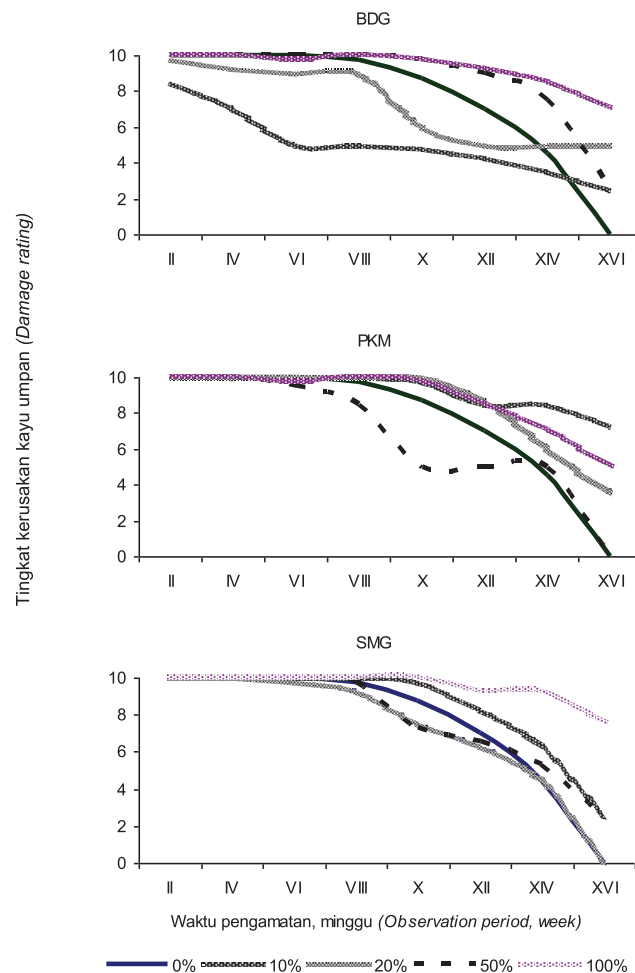 BDG
10
8
6
4
2
0
II IV VI VIII X XII XIV XVI
PKM
10
8
6
4
2
0
II IV VI VIII X XII XIV XVI
SMG
10
8
6
4
2
0
II IV VI VIII X XII XIV XVI
Tingkat kerusakan kayu umpan (Damage rating)
Waktu pengamatan, minggu (Observation period, week)
0% 10% 20% 50% 100%